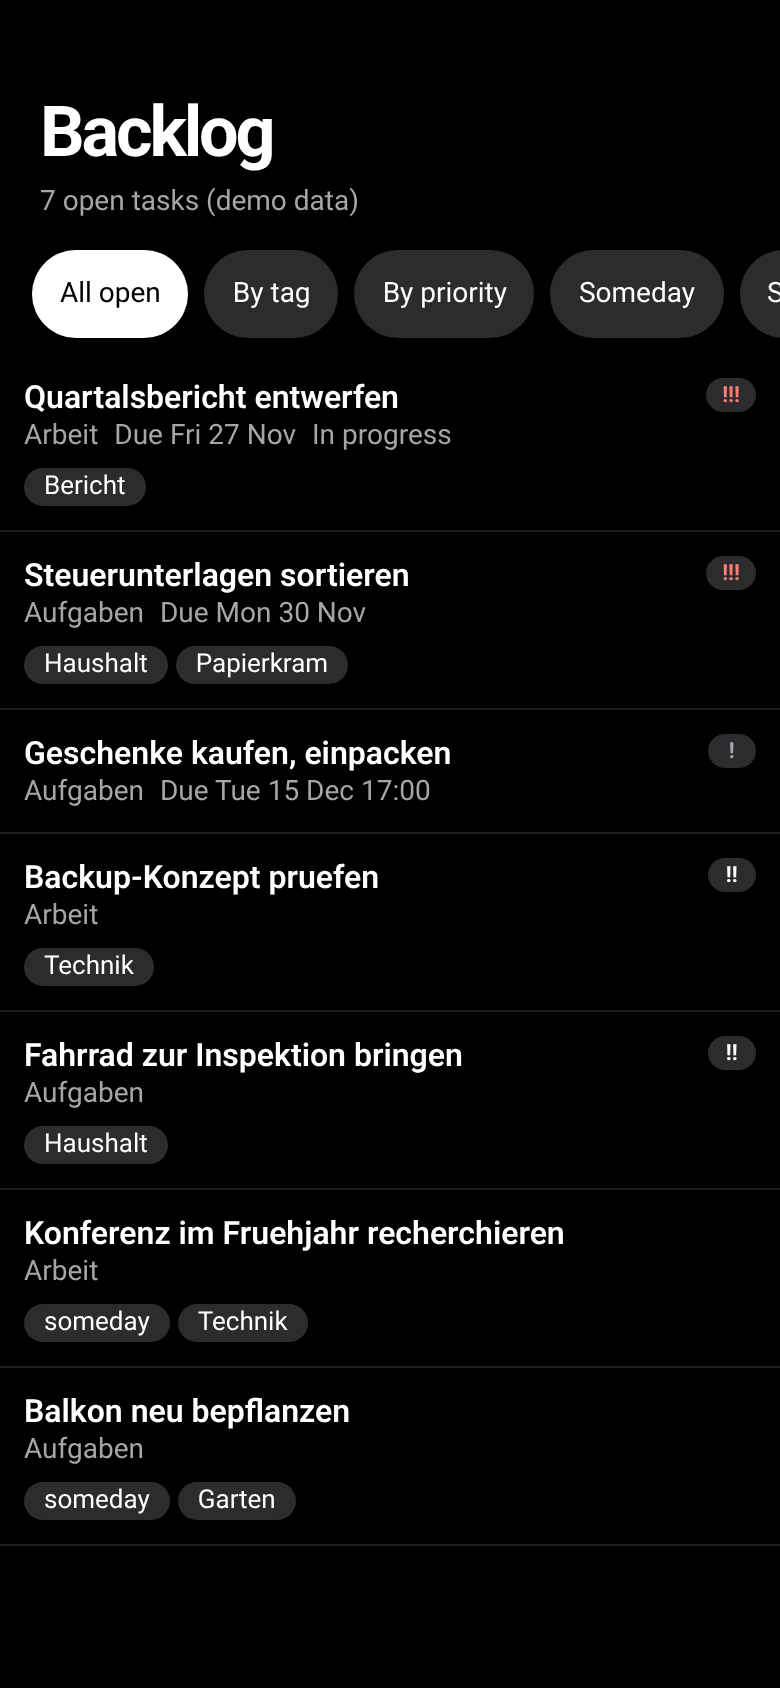 Backlog
7 open tasks (demo data)
All open By tag By priority Someday
Quartalsbericht entwerfen !!!
Arbeit Due Fri 27 Nov In progress
Bericht
Steuerunterlagen sortieren !!!
Aufgaben Due Mon 30 Nov
Haushalt Papierkram
Geschenke kaufen, einpacken !
Aufgaben Due Tue 15 Dec 17:00
Backup-Konzept pruefen !!
Arbeit
Technik
Fahrrad zur Inspektion bringen !!
Aufgaben
Haushalt
Konferenz im Fruehjahr recherchieren
Arbeit
someday Technik
Balkon neu bepflanzen
Aufgaben
someday Garten